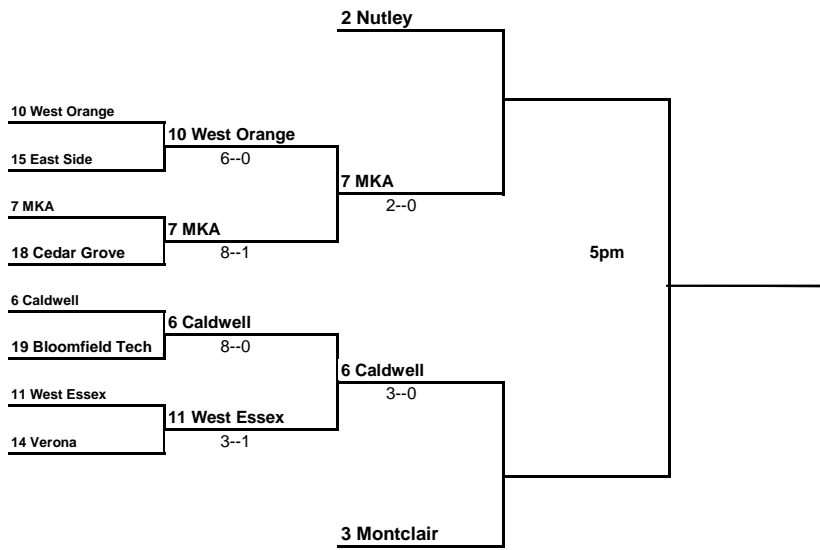 2 Nutley
10 West Orange
10 West Orange
15 East Side
6--0
7 MKA
2--0
7 MKA
7 MKA
18 Cedar Grove
8--1
5pm
6 Caldwell
6 Caldwell
19 Bloomfield Tech
8--0
6 Caldwell
3--0
11 West Essex
11 West Essex
14 Verona
3--1
3 Montclair